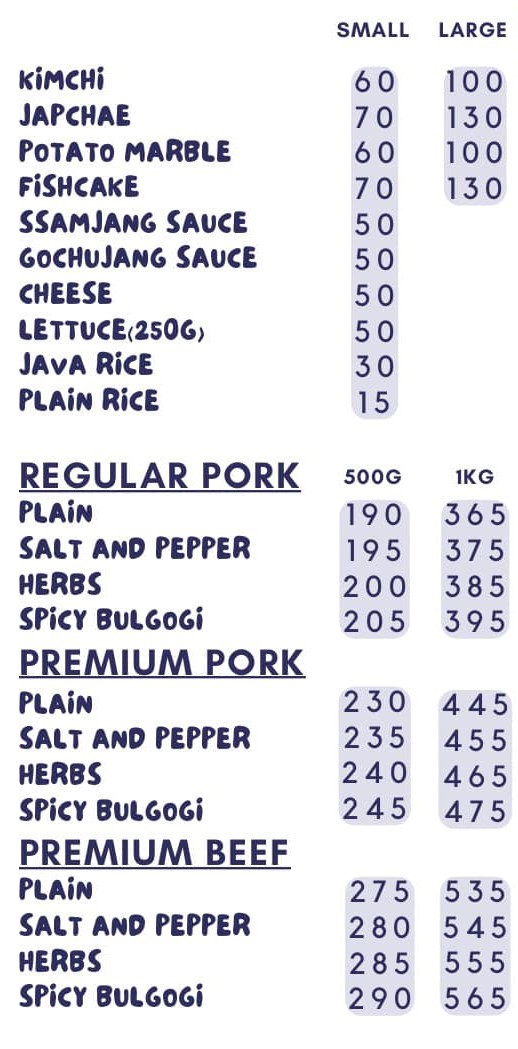 SMALL LARGE
KiMCHi 60 100
JAPCHAE 70 130
POTATO MARBLE 60 100
FiSHCAKE 70 130
SSAMJANG SAUCE 50
GOCHUJANG SAUCE 50
CHEESE 50
LETTUCE(250G) 50
JAVA RiCE 30
PLAiN RiCE 15
REGULAR PORK 500G 1KG
PLAiN 190 365
SALT AND PEPPER 195 375
HERBS 200 385
SPiCY BULGOGi 205 395
PREMIUM PORK
PLAiN 230 445
SALT AND PEPPER 235 455
HERBS 240 465
SPiCY BULGOGi 245 475
PREMIUM BEEF
PLAiN 275 535
SALT AND PEPPER 280 545
HERBS 285 555
SPiCY BULGOGi 290 565